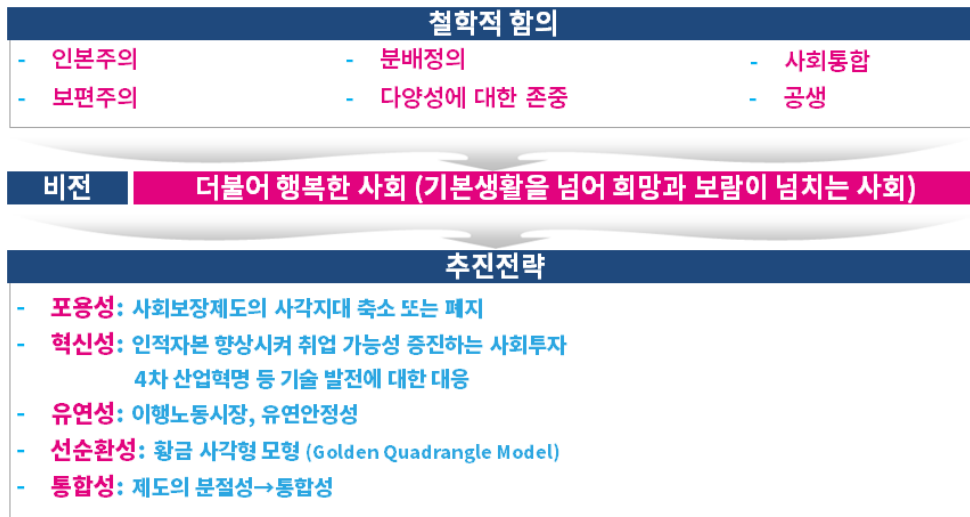 철학적 함의
- 인본주의 - 분배정의 - 사회통합
- 보편주의 - 다양성에 대한 존중 - 공생
비전 더불어 행복한 사회 (기본생활을 넘어 희망과 보람이 넘치는 사회)
추진전략
- 포용성: 사회보장제도의 사각지대 축소 또는 폐지
- 혁신성: 인적자본 향상시켜 취업 가능성 증진하는 사회투자
4차 산업혁명 등 기술 발전에 대한 대응
- 유연성: 이행노동시장, 유연안정성
- 선순환성: 황금 사각형 모형 (Golden Quadrangle Model)
- 통합성: 제도의 분절성→통합성